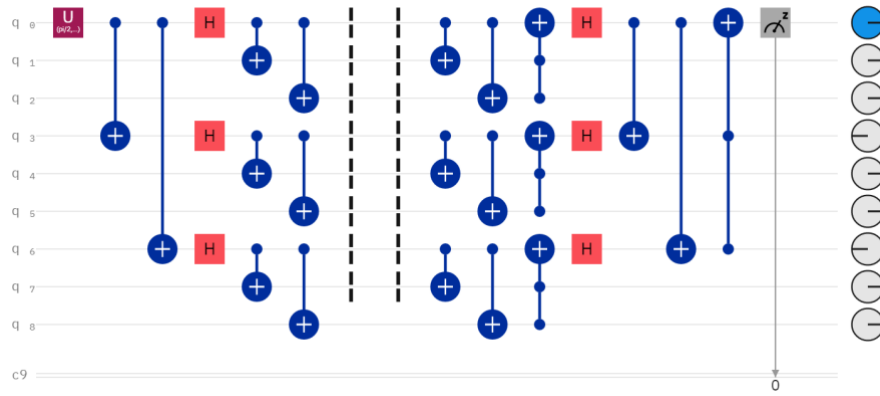 q 0 U (pi/2,...) H H z
q 1
q 2
q 3 H H
q 4
q 5
q 6 H H
q 7
q 8
c9
0